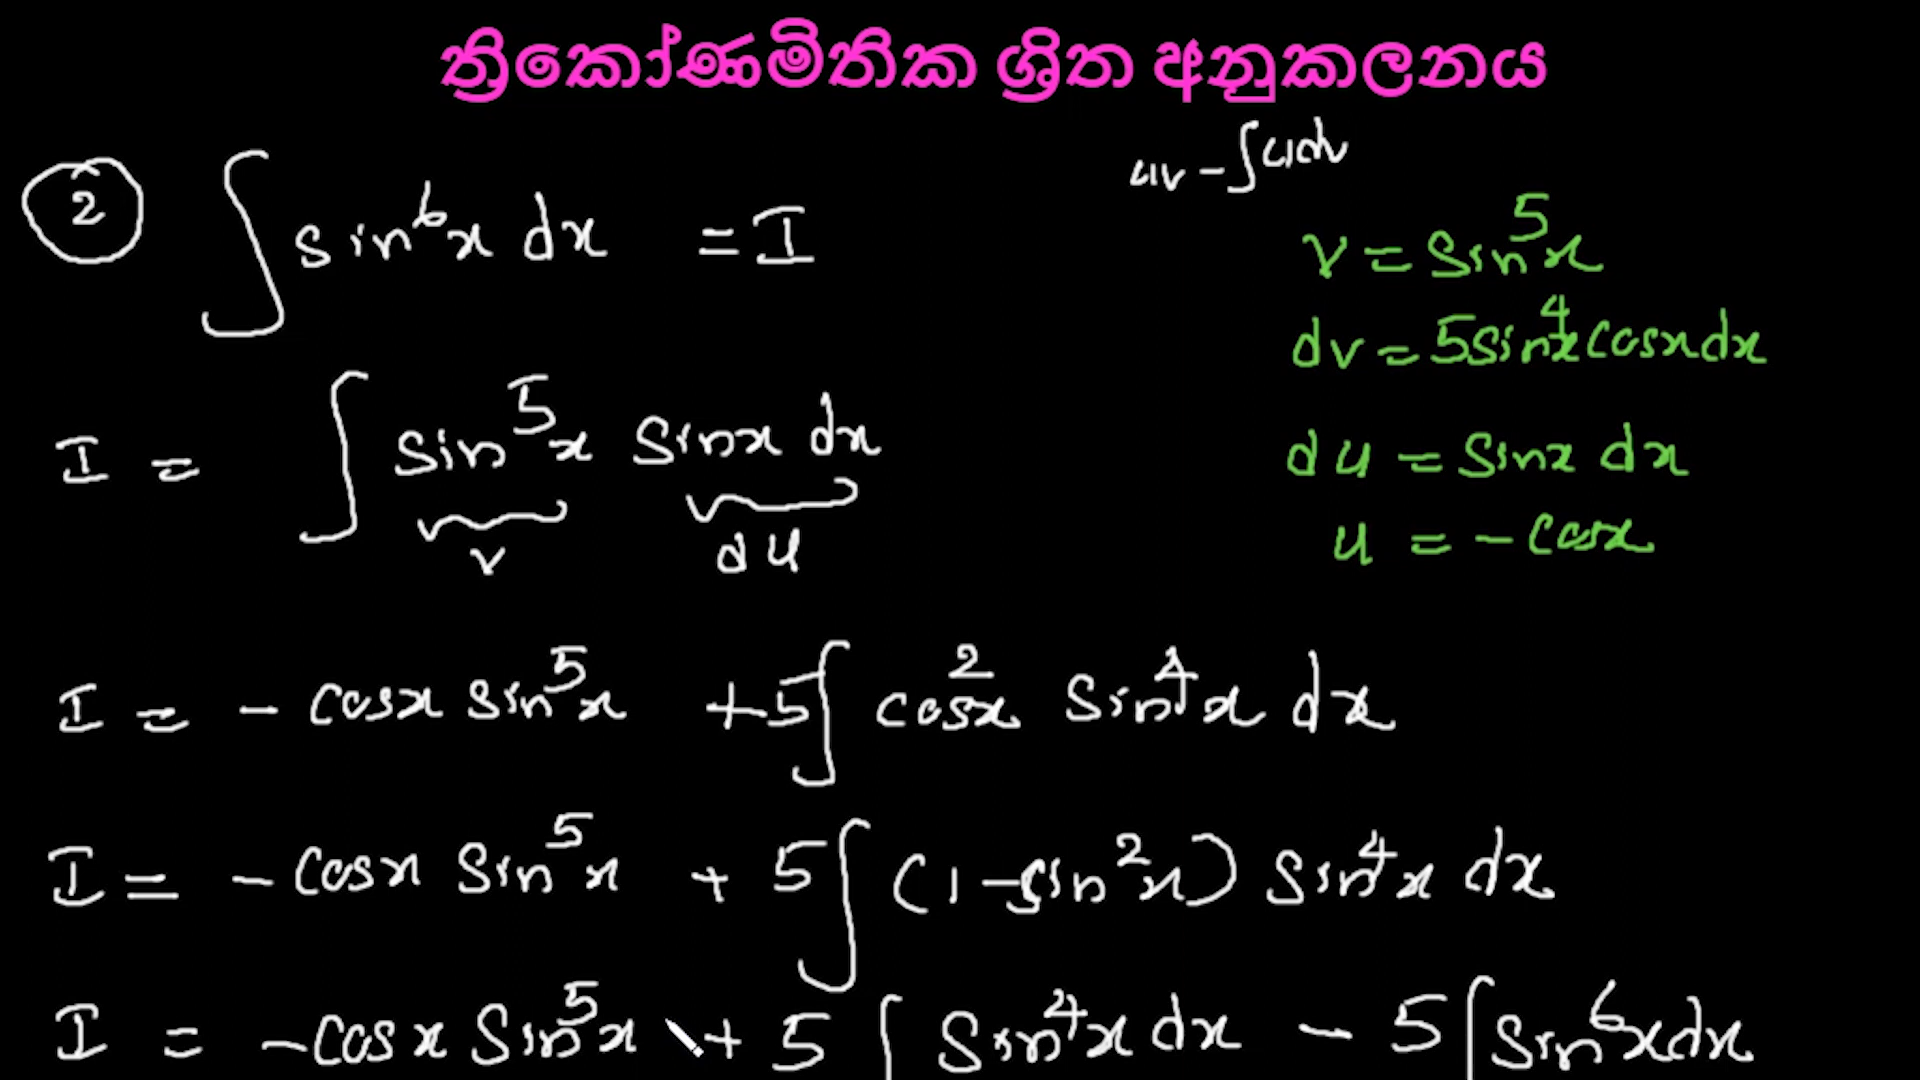 ත්‍රිකෝණමිතික ශ්‍රිත අනුකලනය
uv - ∫udv
② ∫ sin⁶x dx = I
v = sin⁵x
dv = 5sin⁴x cosx dx
I = ∫ sin⁵x sinx dx
v du
du = sinx dx
u = - cosx
I = - cosx sin⁵x + 5∫ cos²x sin⁴x dx
I = - cosx sin⁵x + 5∫ (1 - sin²x) sin⁴x dx
I = - cosx sin⁵x + 5 ∫ sin⁴x dx - 5 ∫ sin⁶x dx